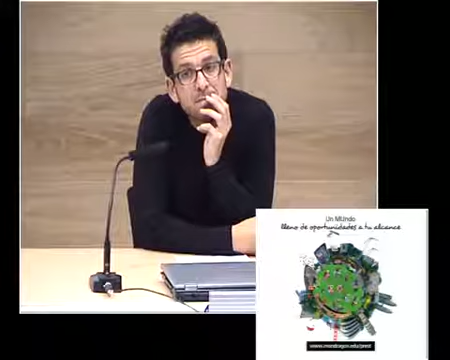 Un MUndo
lleno de oportunidades a tu alcance
www.mondragon.edu/prest